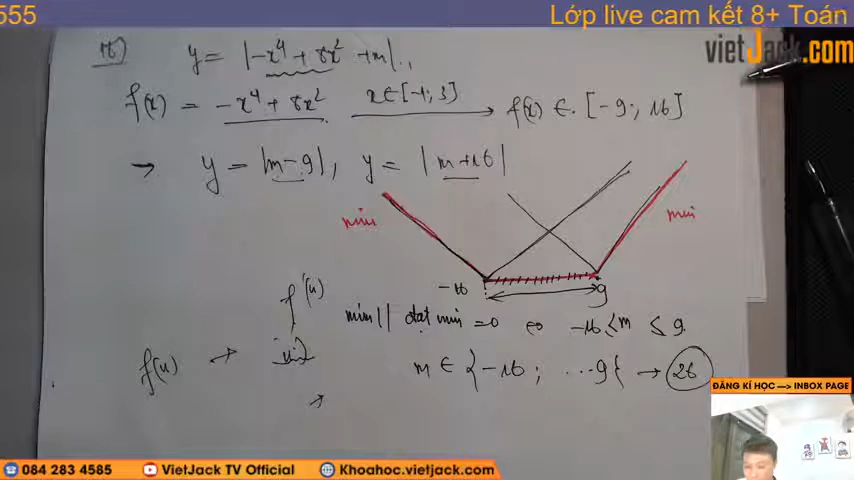 555
Lớp live cam kết 8+ Toán
vietJack.com
16) y = |-x⁴ + 8x² + m|.,
f(x) = -x⁴ + 8x² x∈[-1; 3] f(x) ∈. [-9; 16]
→ y = |m-9|, y = |m+16|
min min
-16 9
f'(u) min || đạt min = 0 ⇔ -16 ≤ m ≤ 9.
f(u) → m ∈ {-16; ...9} → 26
ĐĂNG KÍ HỌC —> INBOX PAGE
084 283 4585 VietJack TV Official Khoahoc.vietjack.com